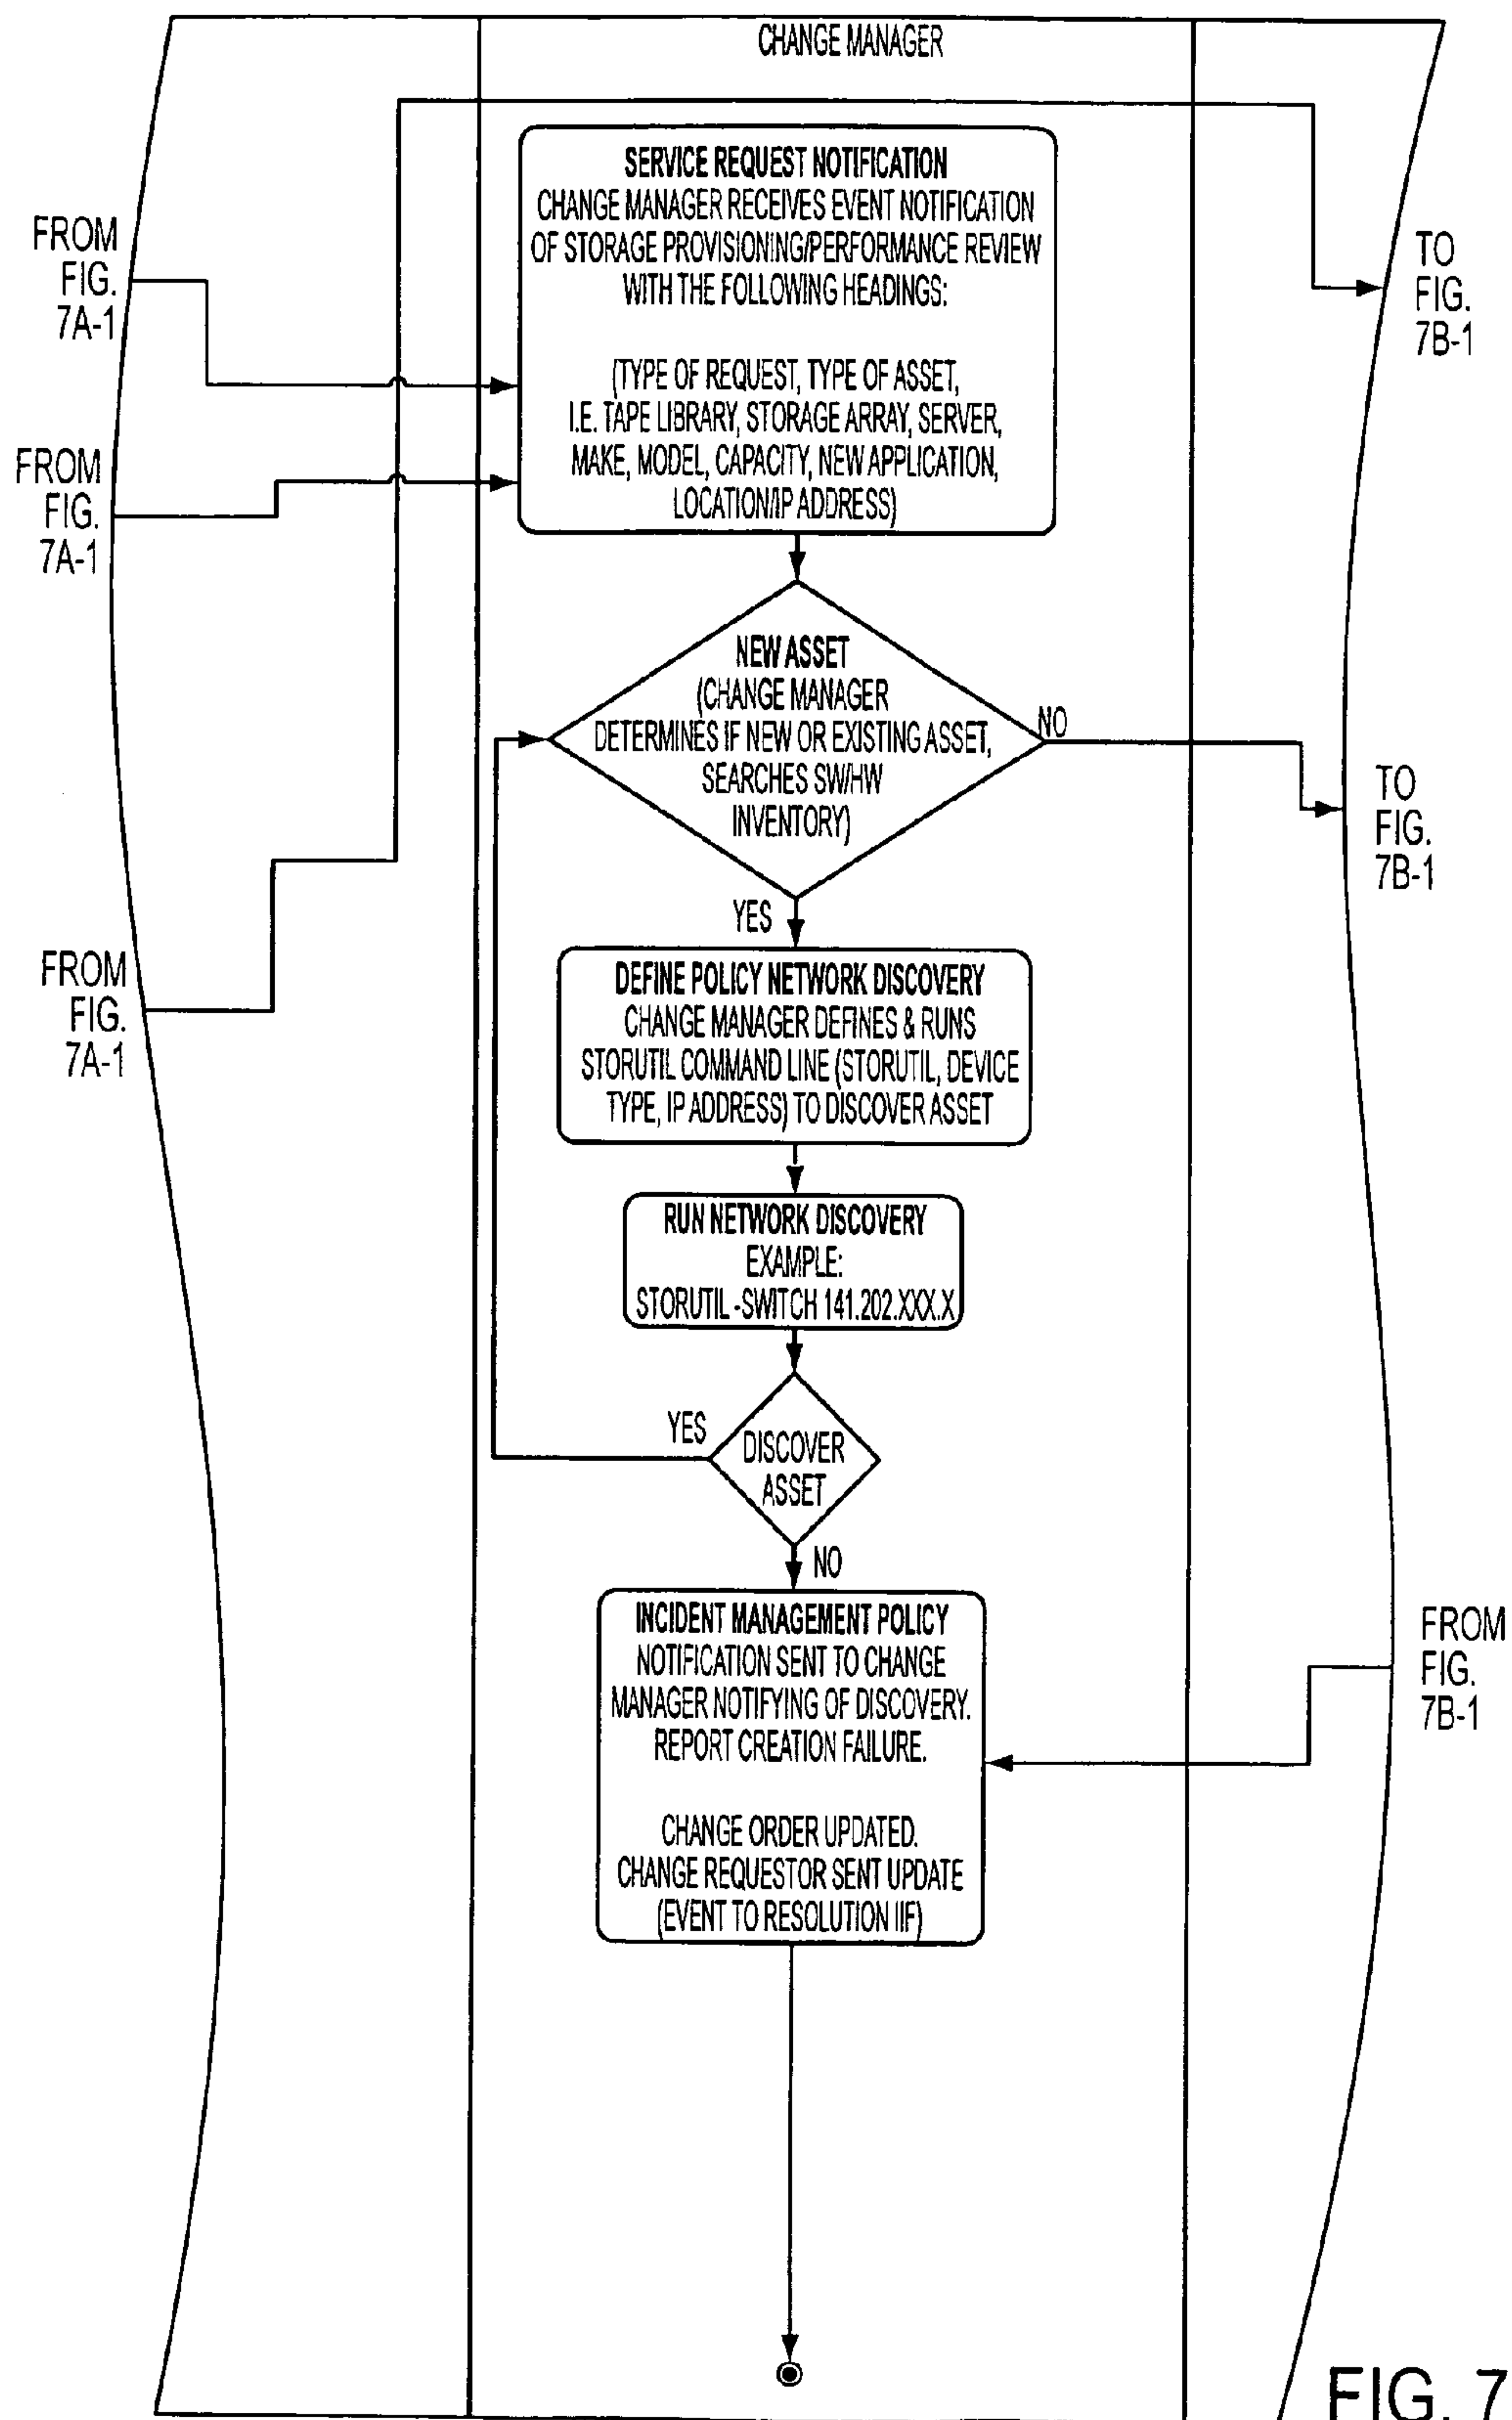 CHANGE MANAGER
FROM
FIG.
7A-1
SERVICE REQUEST NOTIFICATION
CHANGE MANAGER RECEIVES EVENT NOTIFICATION
OF STORAGE PROVISIONING/PERFORMANCE REVIEW
WITH THE FOLLOWING HEADINGS:
(TYPE OF REQUEST, TYPE OF ASSET,
I.E. TAPE LIBRARY, STORAGE ARRAY, SERVER,
MAKE, MODEL, CAPACITY, NEW APPLICATION,
LOCATION/IP ADDRESS)
TO
FIG.
7B-1
FROM
FIG.
7A-1
NEW ASSET
(CHANGE MANAGER
DETERMINES IF NEW OR EXISTING ASSET,
SEARCHES SW/HW
INVENTORY)
NO
TO
FIG.
7B-1
YES
FROM
FIG.
7A-1
DEFINE POLICY NETWORK DISCOVERY
CHANGE MANAGER DEFINES & RUNS
STORUTIL COMMAND LINE (STORUTIL, DEVICE
TYPE, IP ADDRESS) TO DISCOVER ASSET
RUN NETWORK DISCOVERY
EXAMPLE:
STORUTIL -SWITCH 141.202.XXX.X
YES
DISCOVER
ASSET
NO
INCIDENT MANAGEMENT POLICY
NOTIFICATION SENT TO CHANGE
MANAGER NOTIFYING OF DISCOVERY.
REPORT CREATION FAILURE.
CHANGE ORDER UPDATED.
CHANGE REQUESTOR SENT UPDATE
(EVENT TO RESOLUTION IIF)
FROM
FIG.
7B-1
FIG. 7